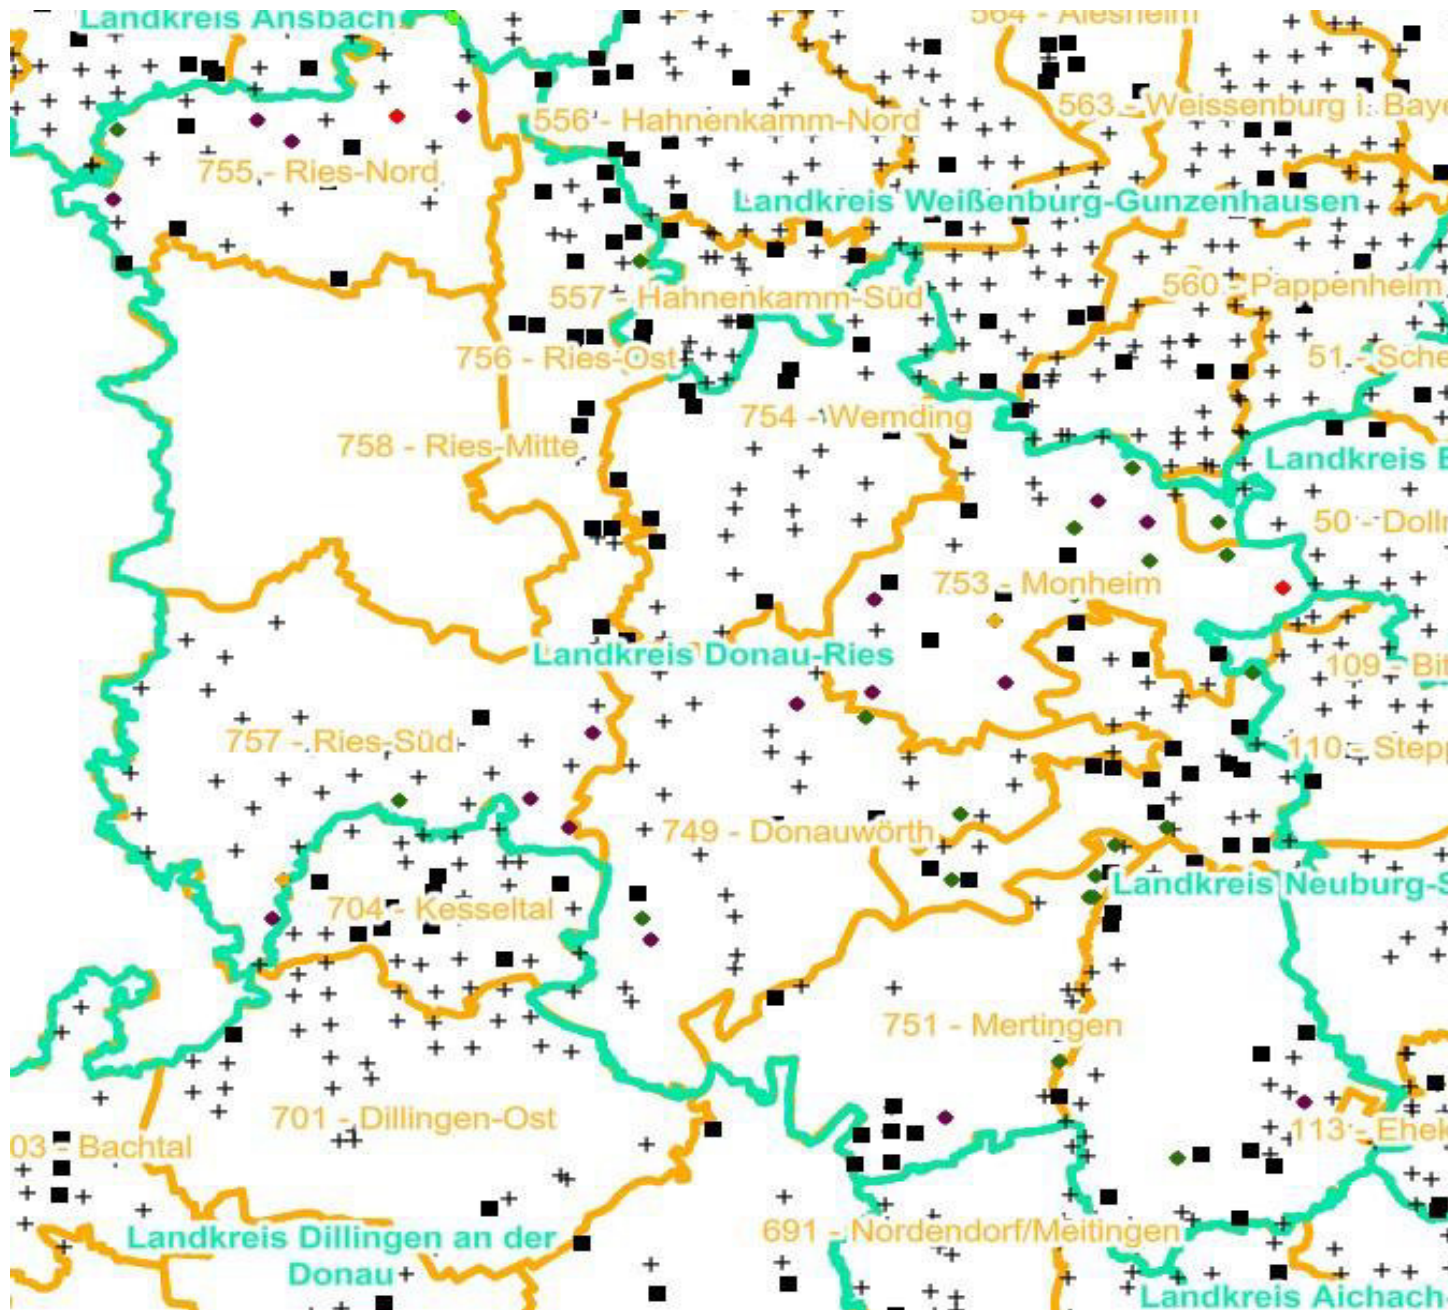 Landkreis Ansbach
564 - Alesheim
563 - Weissenburg i. Baye
556 - Hahnenkamm-Nord
755 - Ries-Nord
Landkreis Weißenburg-Gunzenhausen
560 - Pappenheim
557 - Hahnenkamm-Süd
756 - Ries-Ost
51 - Sche
754 - Wemding
758 - Ries-Mitte
Landkreis E
50 - Dolln
753 - Monheim
Landkreis Donau-Ries
109 - Bit
757 - Ries-Süd
110 - Stepp
749 - Donauwörth
Landkreis Neuburg-S
704 - Kesseltal
751 - Mertingen
701 - Dillingen-Ost
113 - Ehek
03 - Bachtal
691 - Nordendorf/Meitingen
Landkreis Dillingen an der
Donau
Landkreis Aichach-